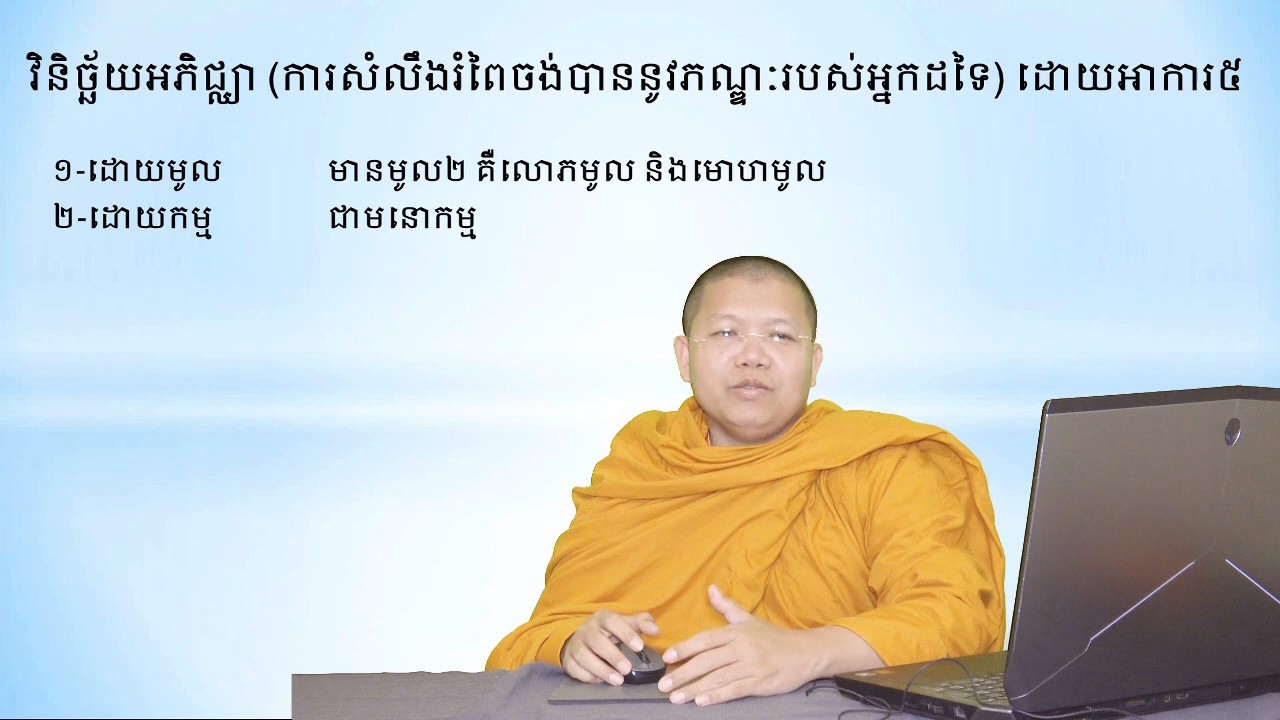 វិនិច្ឆ័យអភិជ្ឈា (ការសំលឹងរំពៃចង់បាននូវភណ្ឌៈរបស់អ្នកដទៃ) ដោយអាការ៥
១-ដោយមូល មានមូល២ គឺលោភមូល និងមោហមូល
២-ដោយកម្ម ជាមនោកម្ម